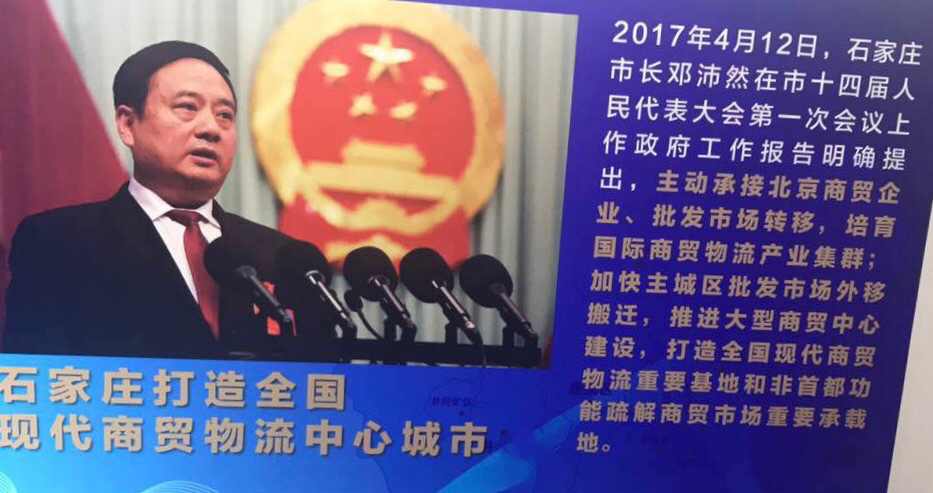 2017年4月12日，石家庄
市长邓沛然在市十四届人
民代表大会第一次会议上
作政府工作报告明确提
出，主动承接北京商贸企
业、批发市场转移，培育
国际商贸物流产业集群；
加快主城区批发市场外移
搬迁，推进大型商贸中心
建设，打造全国现代商贸
物流重要基地和非首都功
能疏解商贸市场重要承载
地。
石家庄打造全国
现代商贸物流中心城市